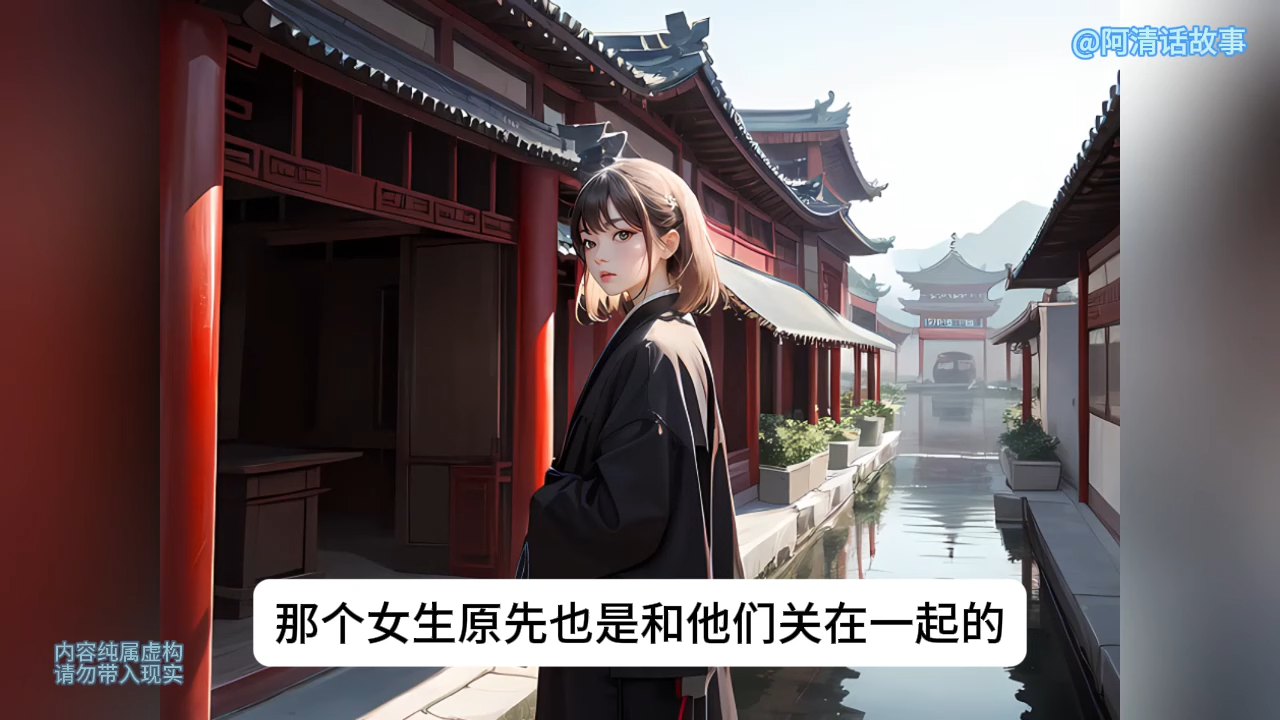 @阿清话故事
那个女生原先也是和他们关在一起的
内容纯属虚构
请勿带入现实